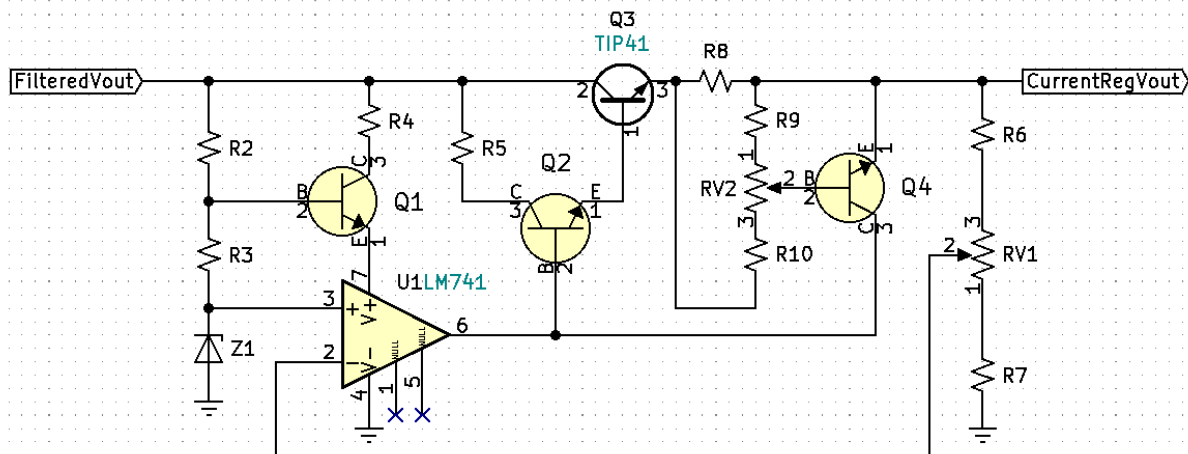 Q3
TIP41
R8
FilteredVout
CurrentRegVout
2
3
1
R2
R4
R5
R9
R6
C
3
B
2
Q1
E
1
Q2
C
3
E
1
B
2
1
RV2
2
3
B
2
E
1
Q4
C
3
R3
R10
3
2
RV1
1
7
U1
LM741
3
+
V+
6
2
-
V-
NULL
NULL
4
1
5
Z1
R7